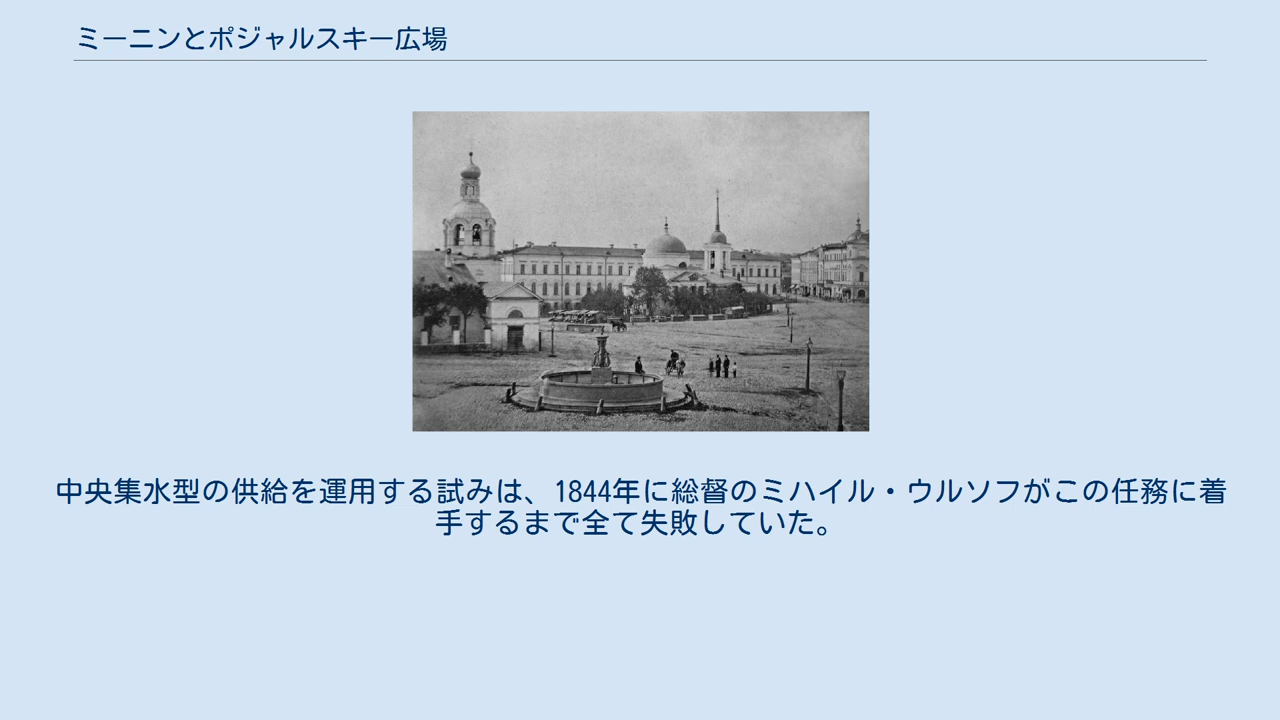 ミーニンとポジャルスキー広場
中央集水型の供給を運用する試みは、1844年に総督のミハイル・ウルソフがこの任務に着
手するまで全て失敗していた。